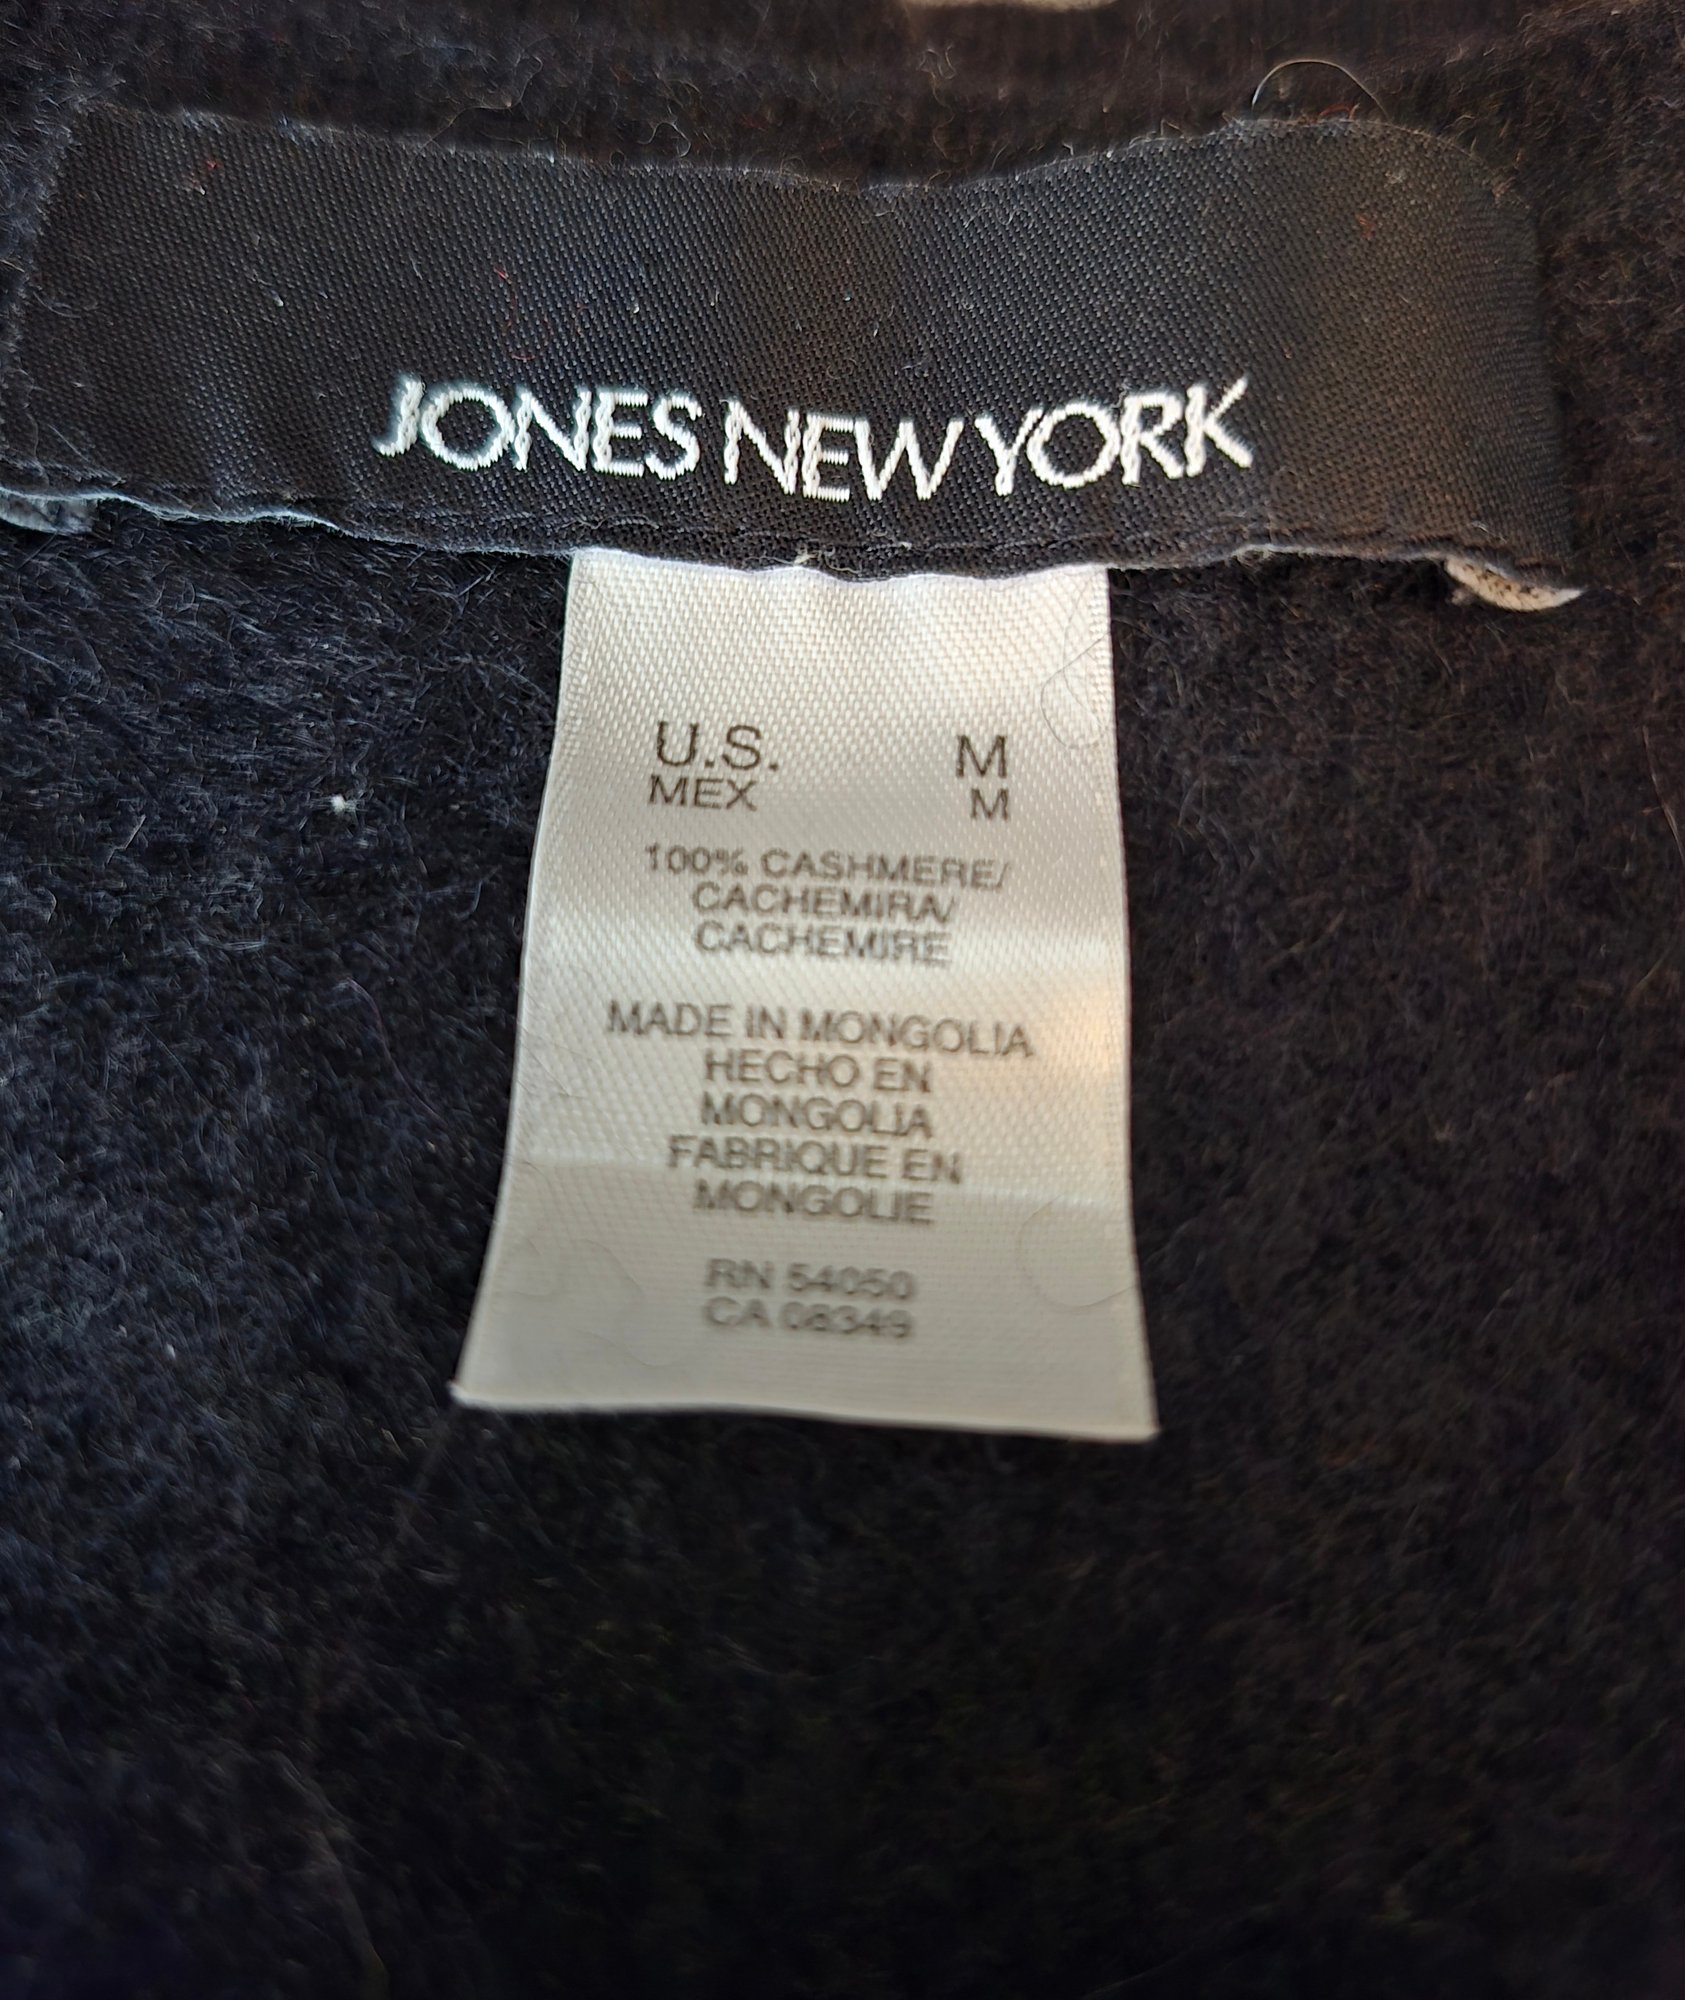 JONES NEW YORK
U.S. M
MEX M
100% CASHMERE/
CACHEMIRA/
CACHEMIRE
MADE IN MONGOLIA
HECHO EN
MONGOLIA
FABRIQUE EN
MONGOLIE
RN 54050
CA 08349